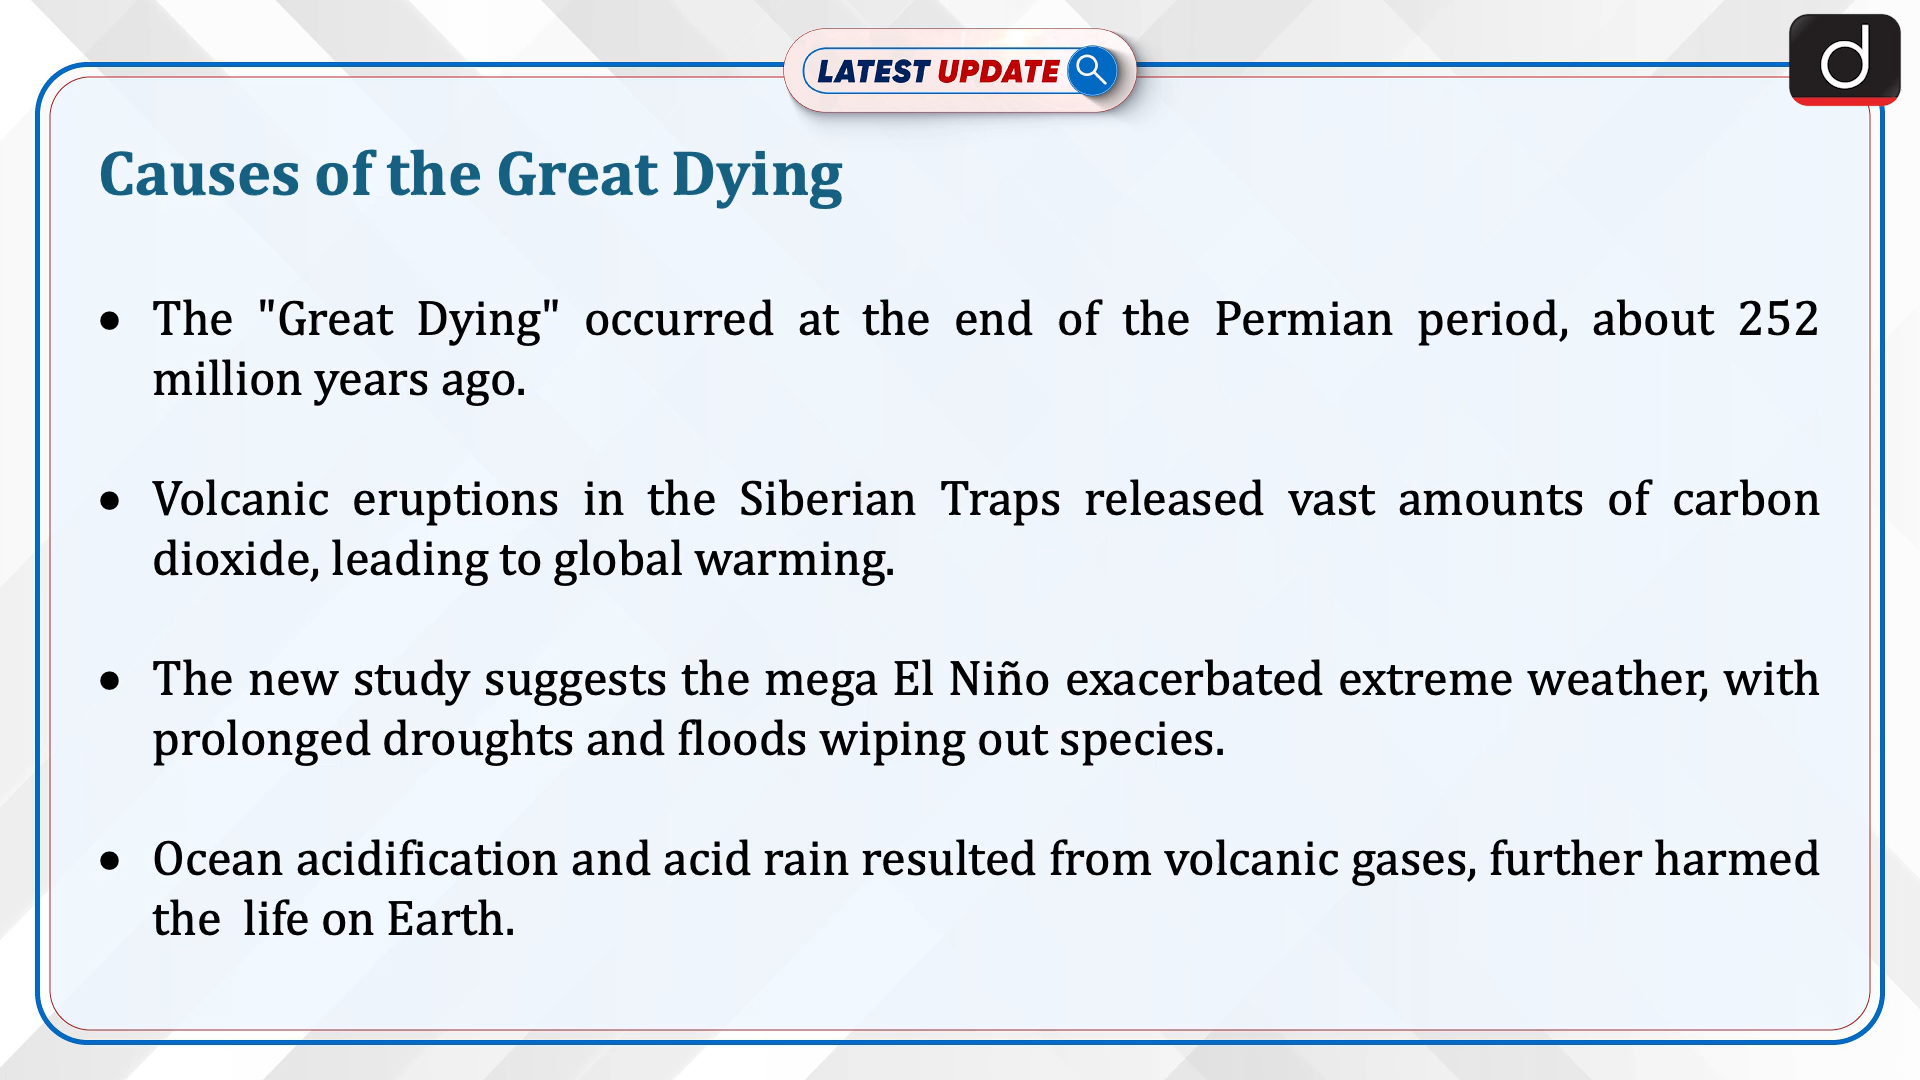 LATEST UPDATE
d
Causes of the Great Dying
• The "Great Dying" occurred at the end of the Permian period, about 252
million years ago.
• Volcanic eruptions in the Siberian Traps released vast amounts of carbon
dioxide, leading to global warming.
• The new study suggests the mega El Niño exacerbated extreme weather, with
prolonged droughts and floods wiping out species.
• Ocean acidification and acid rain resulted from volcanic gases, further harmed
the  life on Earth.